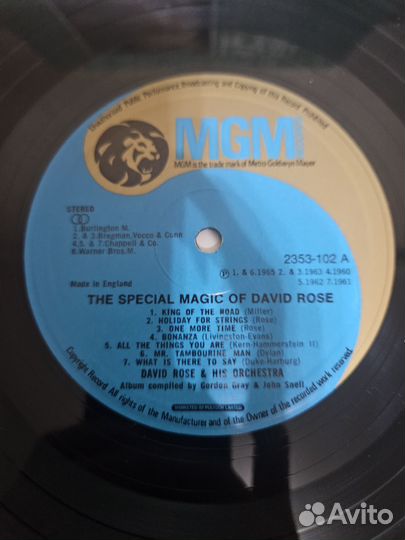 Unauthorised Public Performance, Broadcasting and Copying of this Record Prohibited
MGM
RECORDS
MGM is the trade mark of Metro Goldwyn Mayer
STEREO
1.Burlington M.
2. & 3.Bregman, Vocco & Conn
4,5. & 7.Chappell & Co.
6.Warner Bros. M.
2353-102 A
Ⓟ 1. & 6.1965 2. & 3.1963 4.1960
5.1962 7.1961
Made in England
THE SPECIAL MAGIC OF DAVID ROSE
1. KING OF THE ROAD (Miller)
2. HOLIDAY FOR STRINGS (Rose)
3. ONE MORE TIME (Rose)
4. BONANZA (Livingston-Evans)
5. ALL THE THINGS YOU ARE (Kern-Hammerstein II)
6. MR. TAMBOURINE MAN (Dylan)
7. WHAT IS THERE TO SAY (Duke-Harburg)
DAVID ROSE & HIS ORCHESTRA
Album compiled by Gordon Gray & John Snell
MARKETED BY POLYDOR LIMITED
Copyright Record All rights of the Manufacturer and of the Owner of the recorded work reserved.
Avito